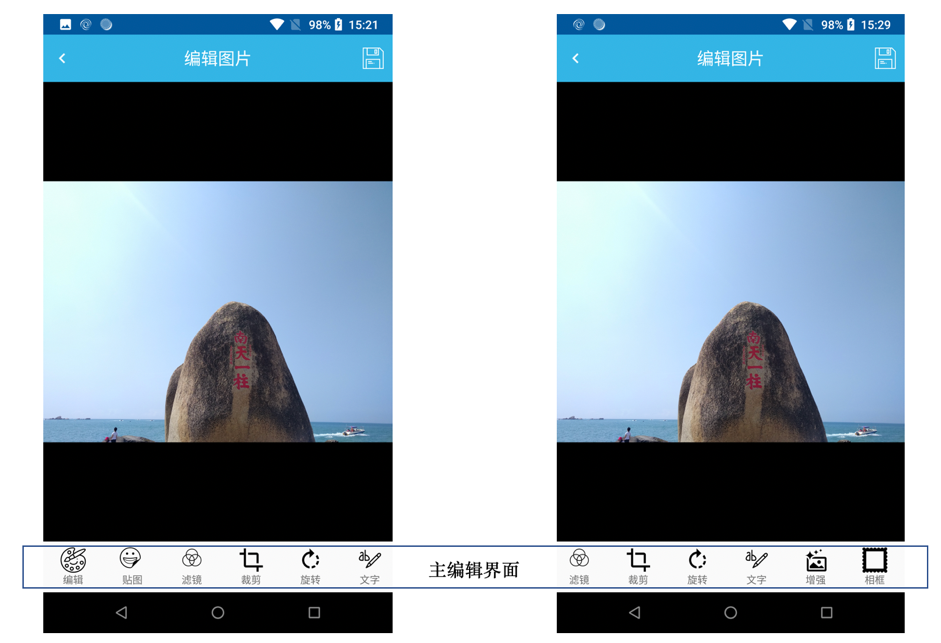 98% 15:21
编辑图片
南天一柱
编辑 贴图 滤镜 裁剪 旋转 文字
主编辑界面
98% 15:29
编辑图片
南天一柱
滤镜 裁剪 旋转 文字 增强 相框